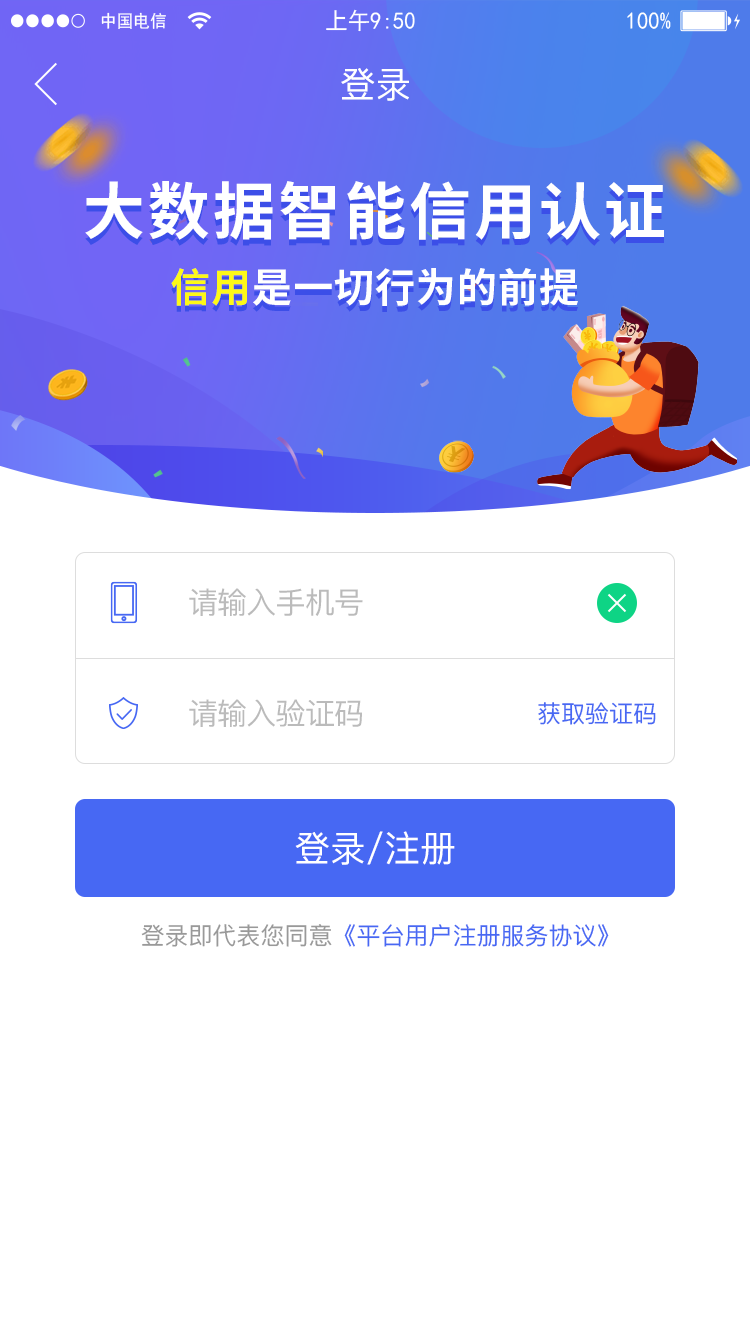 中国电信 上午9:50 100%
登录
大数据智能信用认证
信用是一切行为的前提
请输入手机号
请输入验证码 获取验证码
登录/注册
登录即代表您同意《平台用户注册服务协议》